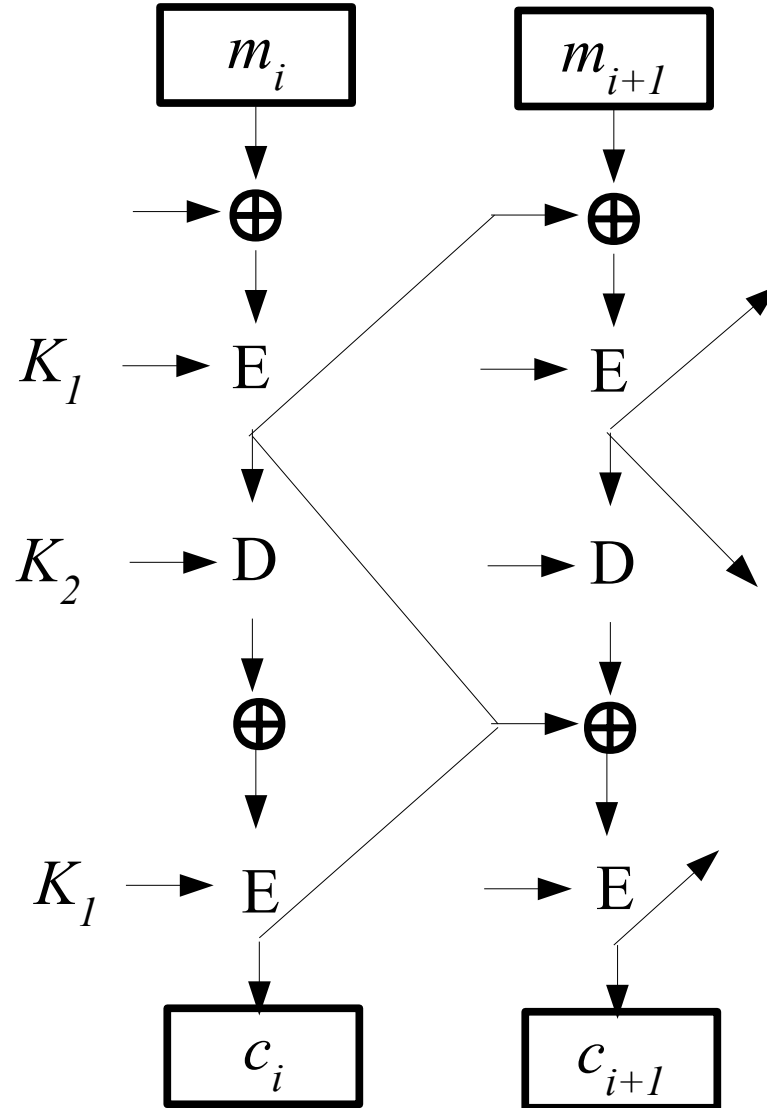 m_i m_{i+1}
⊕ ⊕
K_1 E E
K_2 D D
⊕ ⊕
K_1 E E
c_i c_{i+1}